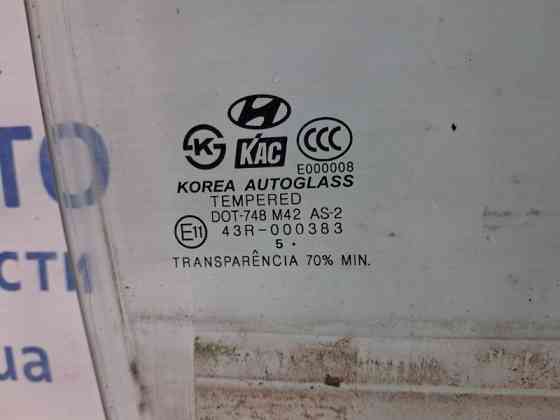 KAC
CCC
E000008
KOREA AUTOGLASS
TEMPERED
DOT-748 M42 AS-2
E11 43R-000383
5 .
TRANSPARÊNCIA 70% MIN.
ТО
сти
ua